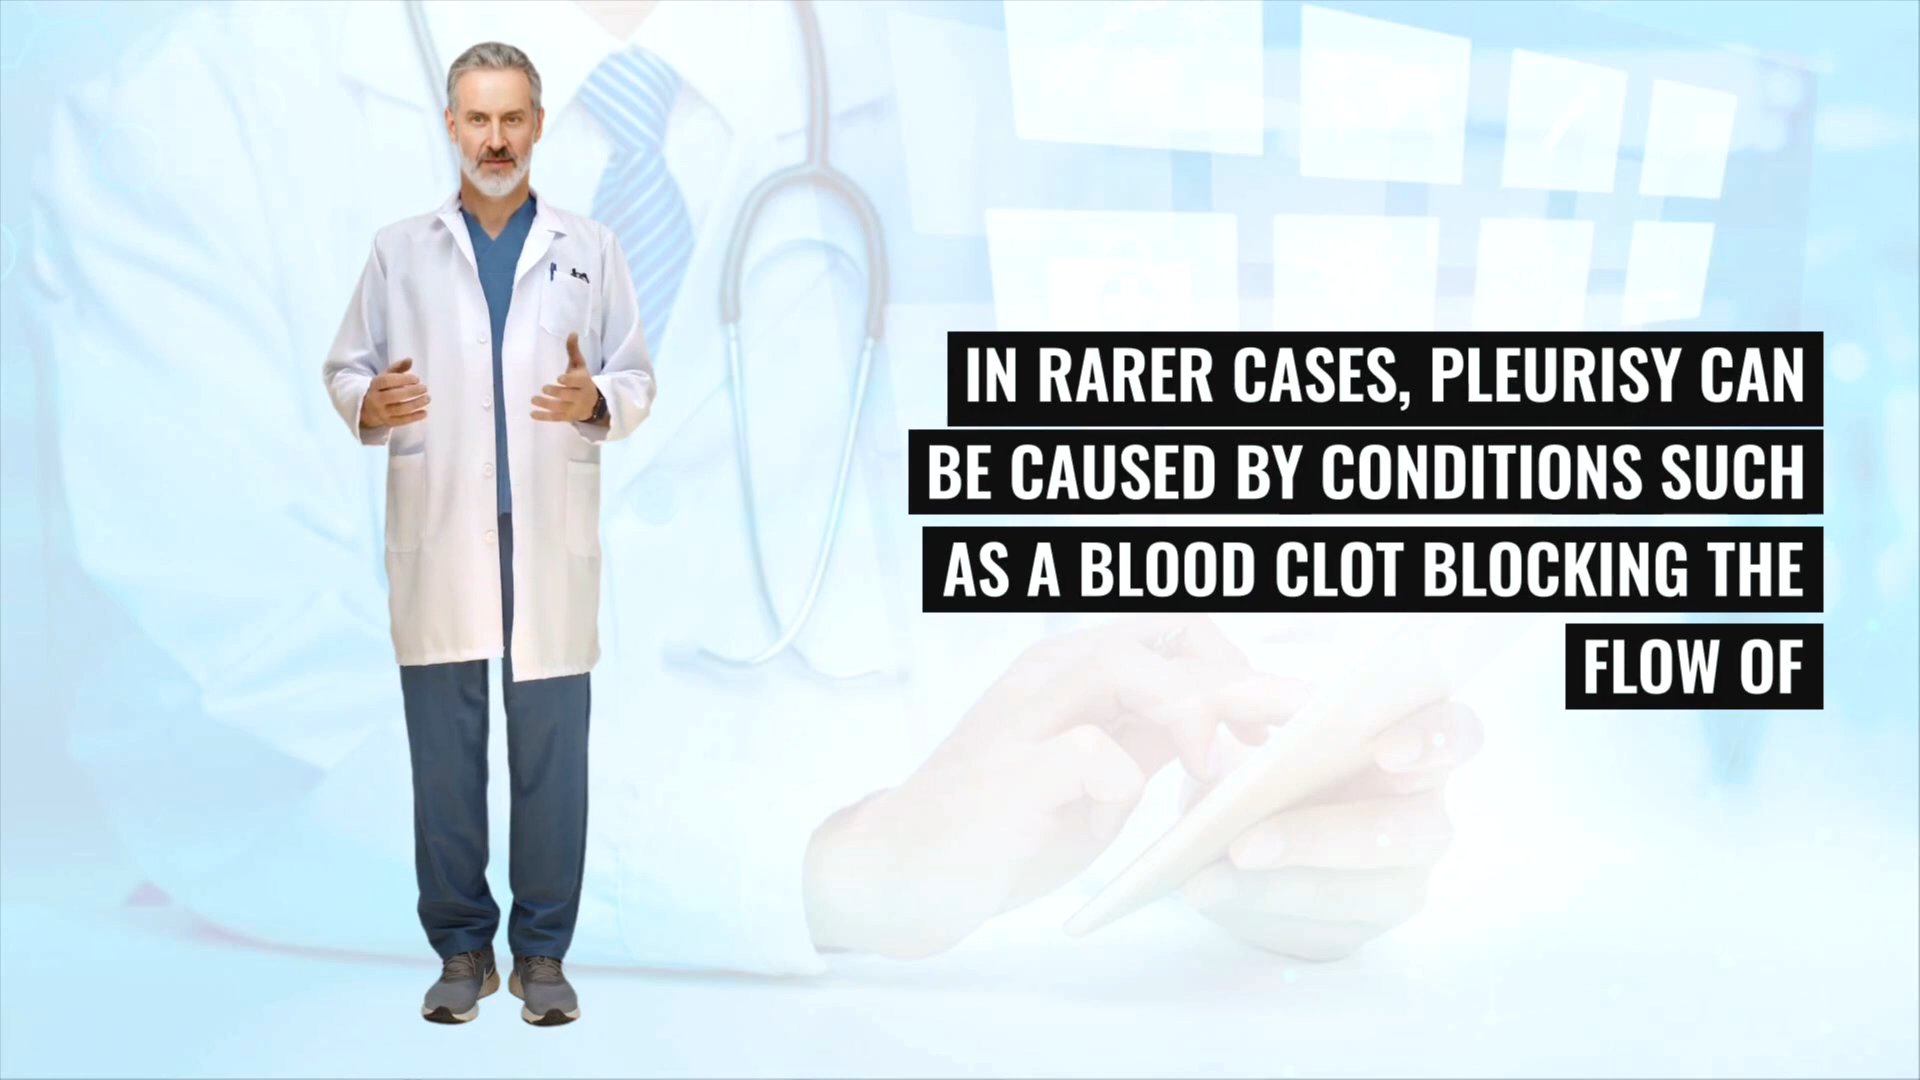 IN RARER CASES, PLEURISY CAN
BE CAUSED BY CONDITIONS SUCH
AS A BLOOD CLOT BLOCKING THE
FLOW OF